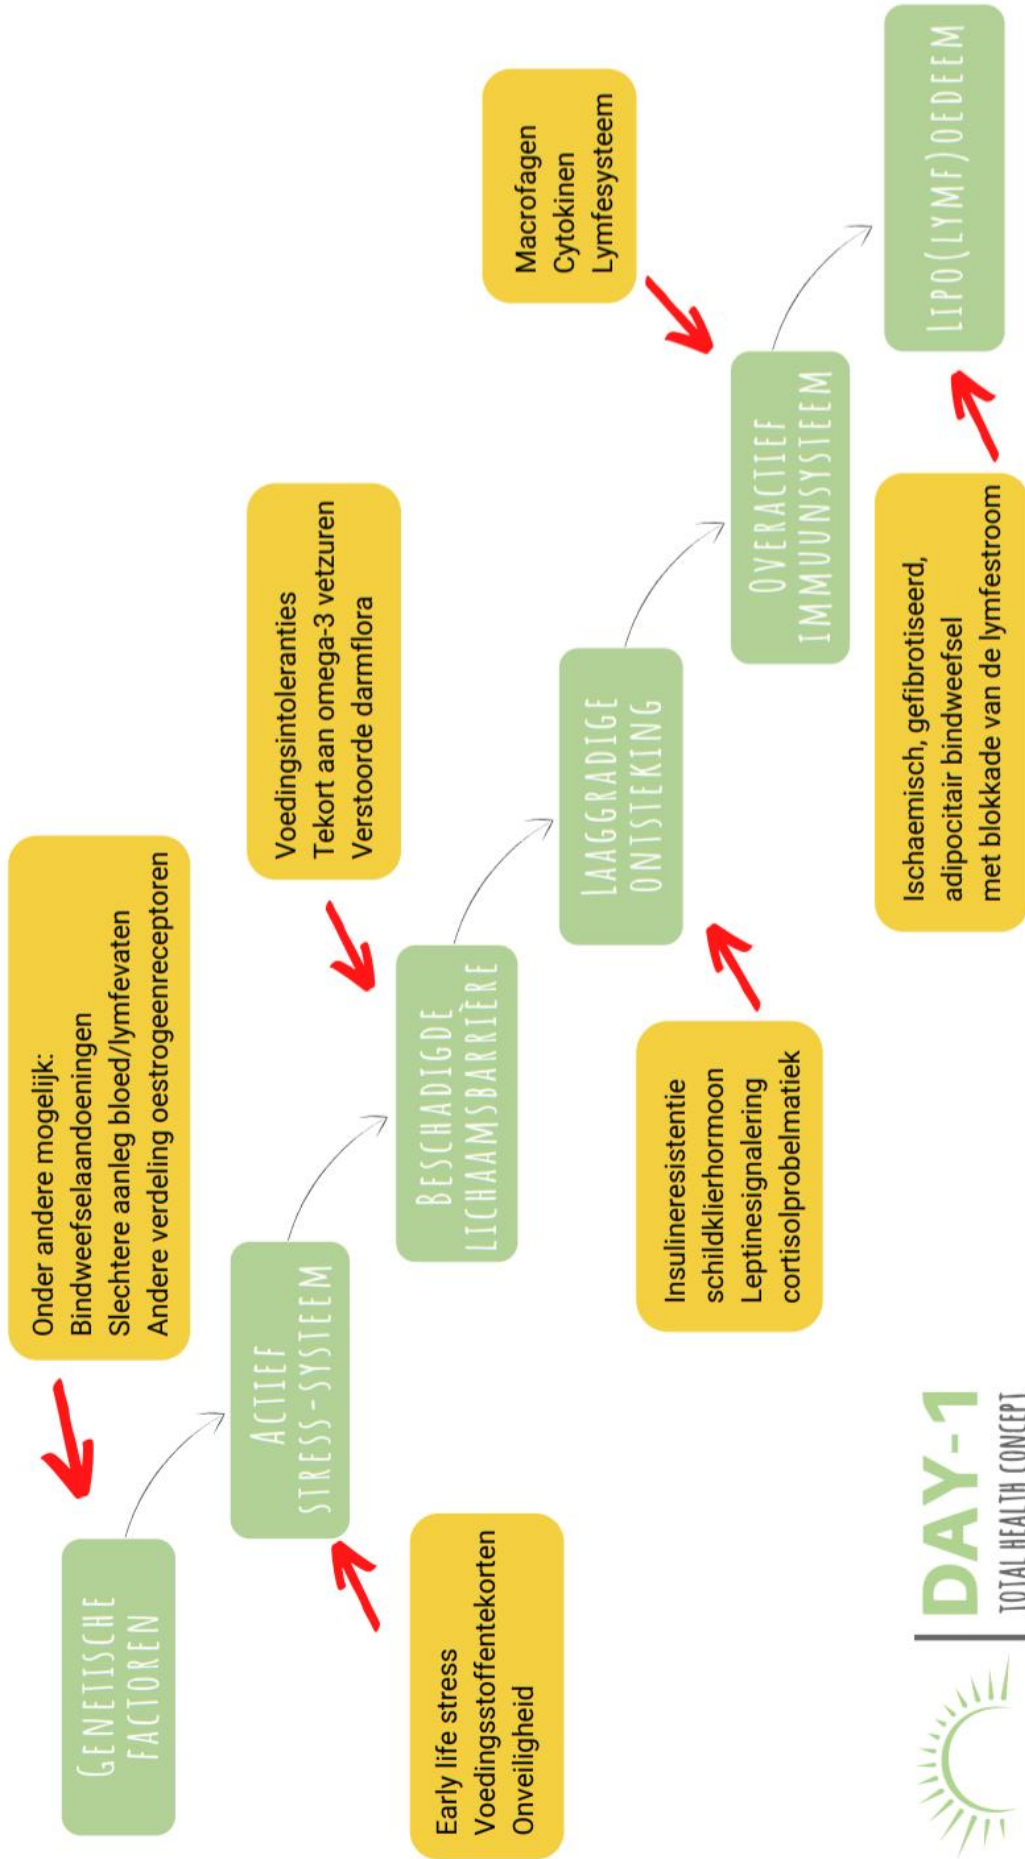 GENETISCHE
FACTOREN
Onder andere mogelijk:
Bindweefselaandoeningen
Slechtere aanleg bloed/lymfevaten
Andere verdeling oestrogeenreceptoren
ACTIEF
STRESS-SYSTEEM
Early life stress
Voedingsstoffentekorten
Onveiligheid
BESCHADIGDE
LICHAAMSBARRIÈRE
Voedingsintoleranties
Tekort aan omega-3 vetzuren
Verstoorde darmflora
LAAGGRADIGE
ONTSTEKING
Insulineresistentie
schildklierhormoon
Leptinesignalering
cortisolprobelmatiek
OVERACTIEF
IMMUUNSYSTEEM
Macrofagen
Cytokinen
Lymfesysteem
LIPO(LYMF)OEDEEM
Ischaemisch, gefibrotiseerd,
adipocitair bindweefsel
met blokkade van de lymfestroom
DAY-1
TOTAL HEALTH CONCEPT